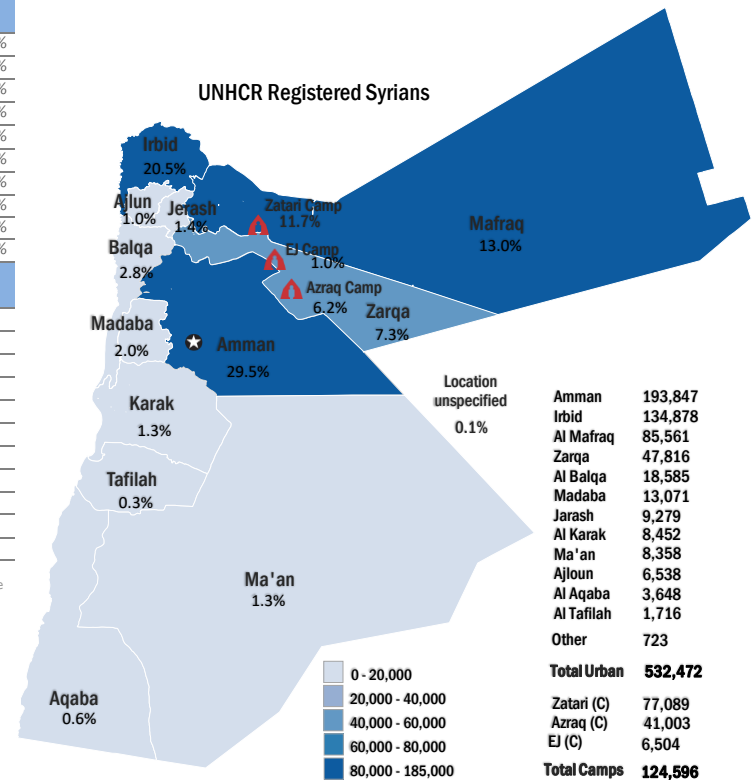 %
%
%
%
%
%
%
%
%
%
e
UNHCR Registered Syrians
Irbid
20.5%
Ajlun
1.0%
Jerash
1.4%
Zatari Camp
11.7%
Mafraq
13.0%
Balqa
2.8%
EJ Camp
1.0%
Azraq Camp
6.2%
Zarqa
7.3%
Madaba
2.0%
Amman
29.5%
Karak
1.3%
Location
unspecified
0.1%
Tafilah
0.3%
Ma'an
1.3%
Aqaba
0.6%
0 - 20,000
20,000 - 40,000
40,000 - 60,000
60,000 - 80,000
80,000 - 185,000
Amman 193,847
Irbid 134,878
Al Mafraq 85,561
Zarqa 47,816
Al Balqa 18,585
Madaba 13,071
Jarash 9,279
Al Karak 8,452
Ma'an 8,358
Ajloun 6,538
Al Aqaba 3,648
Al Tafilah 1,716
Other 723
Total Urban 532,472
Zatari (C) 77,089
Azraq (C) 41,003
EJ (C) 6,504
Total Camps 124,596